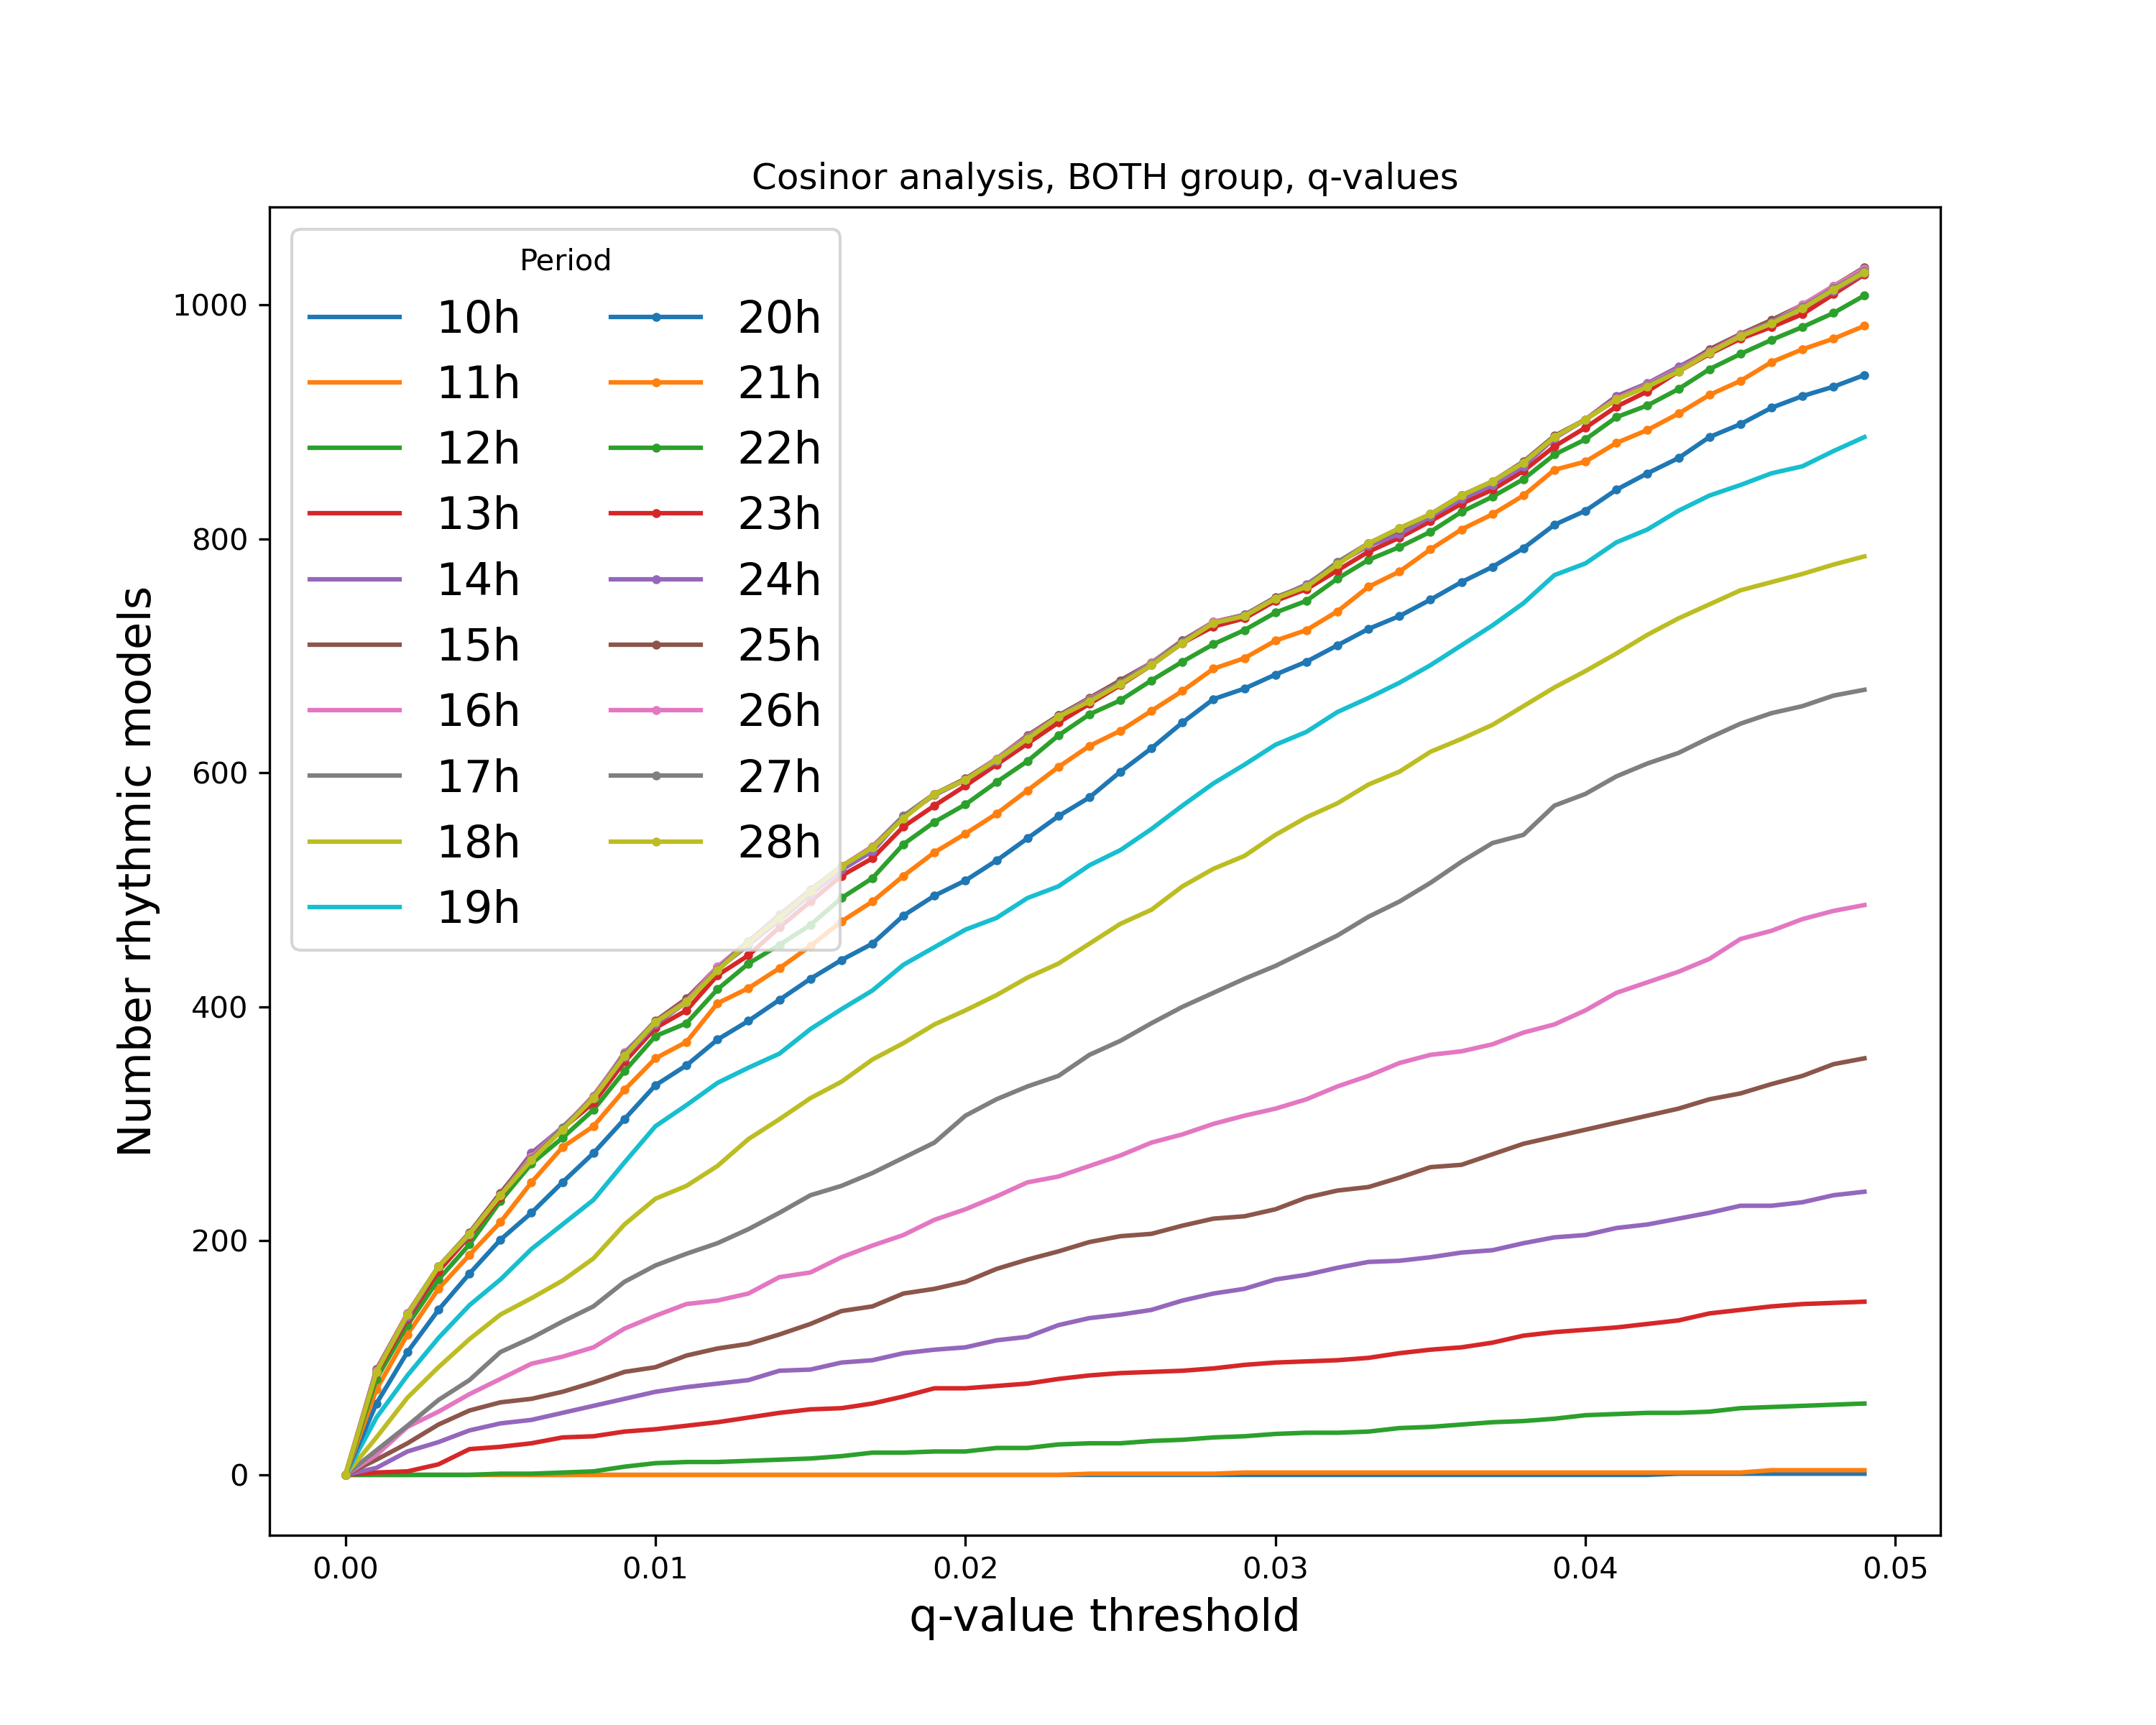 Cosinor analysis, BOTH group, q-values
Period
10h 20h
11h 21h
12h 22h
13h 23h
14h 24h
15h 25h
16h 26h
17h 27h
18h 28h
19h
Number rhythmic models
1000
800
600
400
200
0
0.00 0.01 0.02 0.03 0.04 0.05
q-value threshold